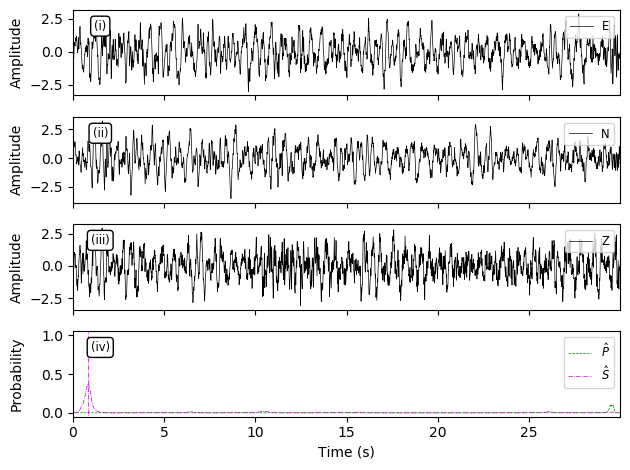 2.5
0.0
−2.5
Amplitude
(i)
E
2.5
0.0
−2.5
Amplitude
(ii)
N
2.5
0.0
−2.5
Amplitude
(iii)
Z
1.0
0.5
0.0
Probability
(iv)
P̂
Ŝ
0 5 10 15 20 25
Time (s)